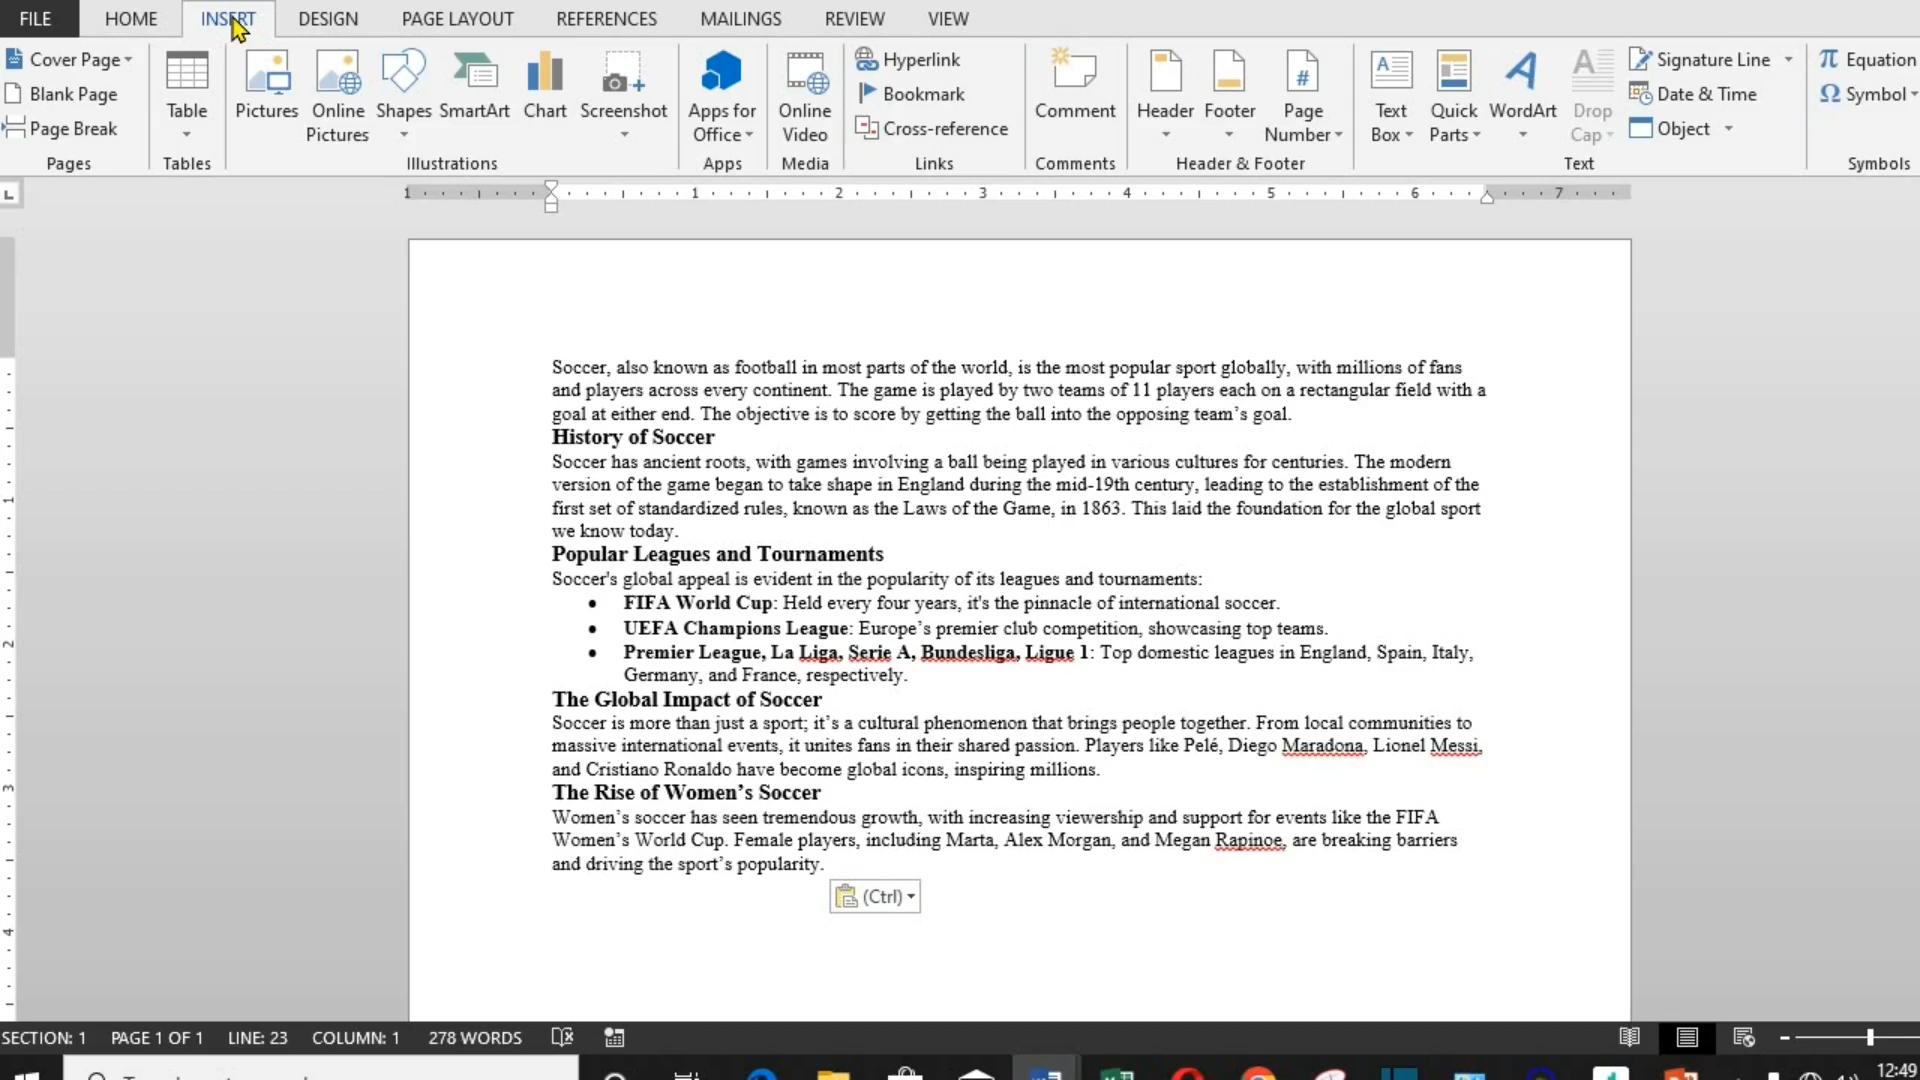 FILE HOME INSERT DESIGN PAGE LAYOUT REFERENCES MAILINGS REVIEW VIEW
Cover Page
Blank Page
Page Break
Pages
Table
Tables
Pictures
Online Pictures
Shapes
SmartArt
Chart
Screenshot
Illustrations
Apps for Office
Apps
Online Video
Media
Hyperlink
Bookmark
Cross-reference
Links
Comment
Comments
Header
Footer
Page Number
Header & Footer
Text Box
Quick Parts
WordArt
Drop Cap
Signature Line
Date & Time
Object
Text
Equation
Symbol
Symbols
1 1 2 3 4 5 6 7
Soccer, also known as football in most parts of the world, is the most popular sport globally, with millions of fans
and players across every continent. The game is played by two teams of 11 players each on a rectangular field with a
goal at either end. The objective is to score by getting the ball into the opposing team’s goal.
History of Soccer
Soccer has ancient roots, with games involving a ball being played in various cultures for centuries. The modern
version of the game began to take shape in England during the mid-19th century, leading to the establishment of the
first set of standardized rules, known as the Laws of the Game, in 1863. This laid the foundation for the global sport
we know today.
Popular Leagues and Tournaments
Soccer's global appeal is evident in the popularity of its leagues and tournaments:
• FIFA World Cup: Held every four years, it's the pinnacle of international soccer.
• UEFA Champions League: Europe’s premier club competition, showcasing top teams.
• Premier League, La Liga, Serie A, Bundesliga, Ligue 1: Top domestic leagues in England, Spain, Italy,
Germany, and France, respectively.
The Global Impact of Soccer
Soccer is more than just a sport; it’s a cultural phenomenon that brings people together. From local communities to
massive international events, it unites fans in their shared passion. Players like Pelé, Diego Maradona, Lionel Messi,
and Cristiano Ronaldo have become global icons, inspiring millions.
The Rise of Women’s Soccer
Women’s soccer has seen tremendous growth, with increasing viewership and support for events like the FIFA
Women’s World Cup. Female players, including Marta, Alex Morgan, and Megan Rapinoe, are breaking barriers
and driving the sport’s popularity.
(Ctrl)
1
2
3
4
SECTION: 1 PAGE 1 OF 1 LINE: 23 COLUMN: 1 278 WORDS
12:49